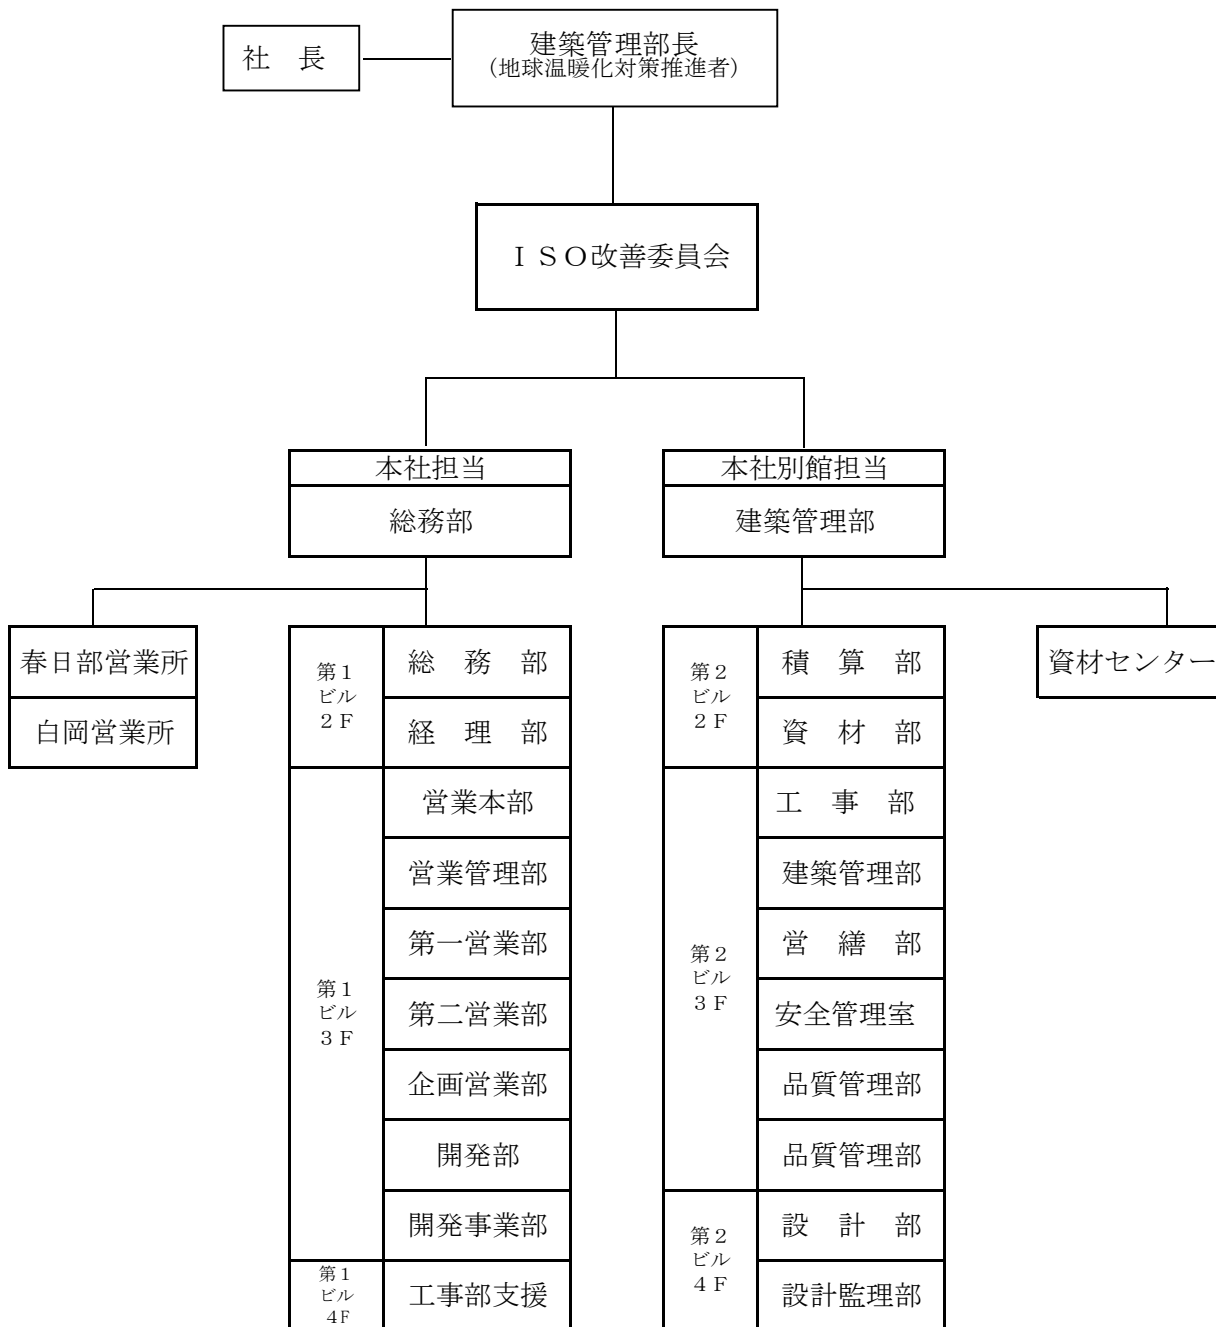 社　長
建築管理部長
（地球温暖化対策推進者）
ＩＳＯ改善委員会
本社担当
総務部
本社別館担当
建築管理部
春日部営業所
白岡営業所
第１
ビル
２Ｆ
総　務　部
経　理　部
第１
ビル
３Ｆ
営業本部
営業管理部
第一営業部
第二営業部
企画営業部
開発部
開発事業部
第１
ビル
４Ｆ
工事部支援
第２
ビル
２Ｆ
積　算　部
資　材　部
第２
ビル
３Ｆ
工　事　部
建築管理部
営　繕　部
安全管理室
品質管理部
品質管理部
第２
ビル
４Ｆ
設　計　部
設計監理部
資材センター